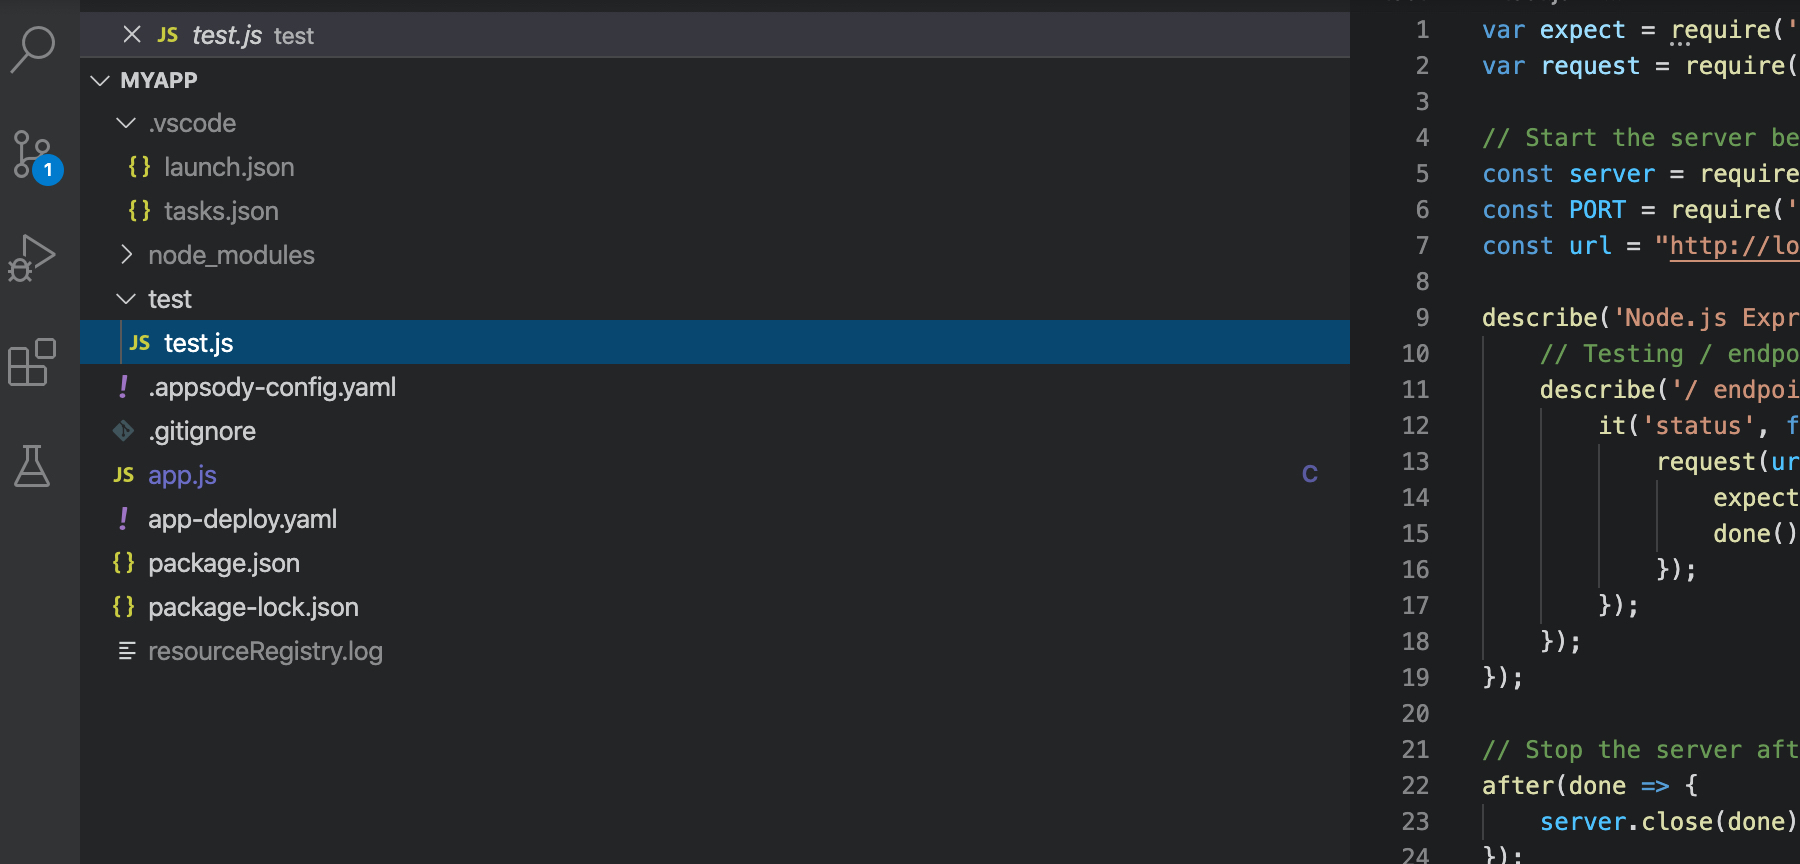 JS test.js test
MYAPP
.vscode
{} launch.json
1
{} tasks.json
node_modules
test
JS test.js
! .appsody-config.yaml
.gitignore
JS app.js C
! app-deploy.yaml
{} package.json
{} package-lock.json
resourceRegistry.log
1 var expect = require('
2 var request = require(
3
4 // Start the server be
5 const server = require
6 const PORT = require('
7 const url = "http://lo
8
9 describe('Node.js Expr
10 // Testing / endpo
11 describe('/ endpoi
12 it('status', f
13 request(ur
14 expect
15 done()
16 });
17 });
18 });
19 });
20
21 // Stop the server aft
22 after(done => {
23 server.close(done)
24 });